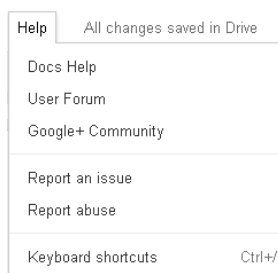 Help All changes saved in Drive
Docs Help
User Forum
Google+ Community
Report an issue
Report abuse
Keyboard shortcuts Ctrl+/